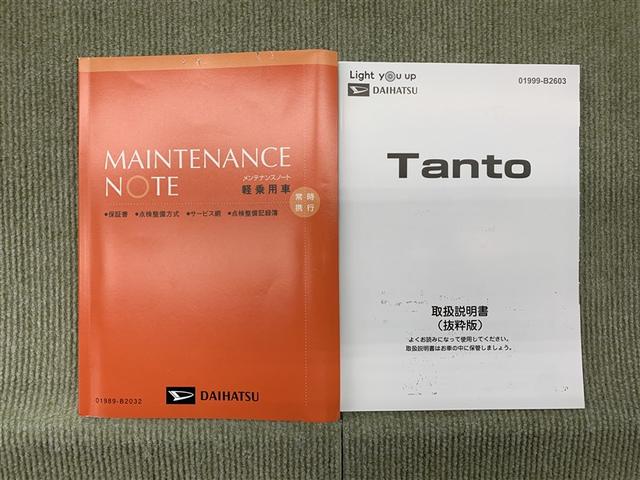 MAINTENANCE
NOTE
メンテナンスノート
軽乗用車
常時
携行
●保証書 ●点検整備方式 ●サービス網 ●点検整備記録簿
01989-B2032
DAIHATSU
Light you up
DAIHATSU
01999-B2603
Tanto
取扱説明書
(抜粋版)
よくお読みになって使用してください。
取扱説明書はお車の中に保管しましょう。